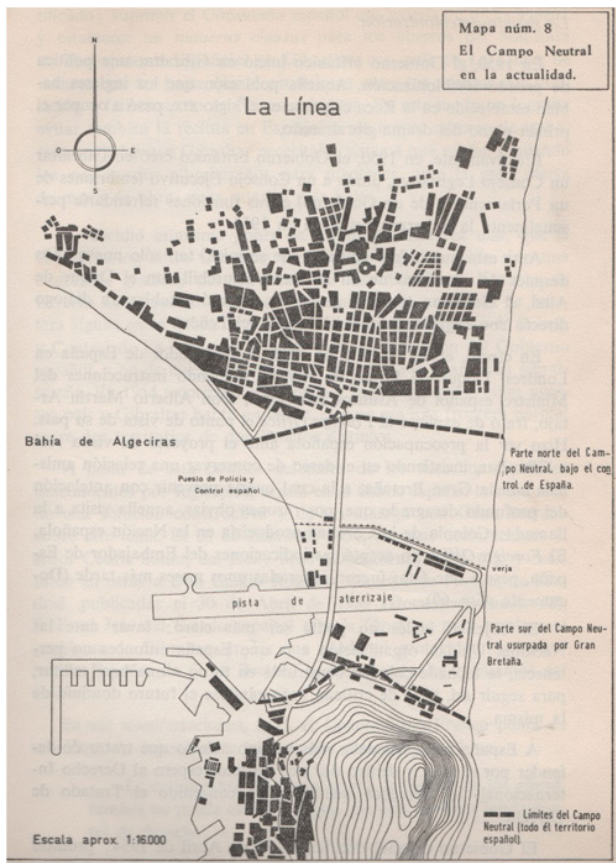 Mapa núm. 8
El Campo Neutral
en la actualidad.
N
O
E
S
La Línea
Bahía de Algeciras
Parte norte del Cam-
po Neutral, bajo el con
trol de España.
Puesto de Policía y
Control español
verja
pista de aterrizaje
Parte sur del Campo Neu-
tral usurpada por Gran
Bretaña.
Límites del Campo
Neutral (todo él territorio
español).
Escala aprox. 1:16.000